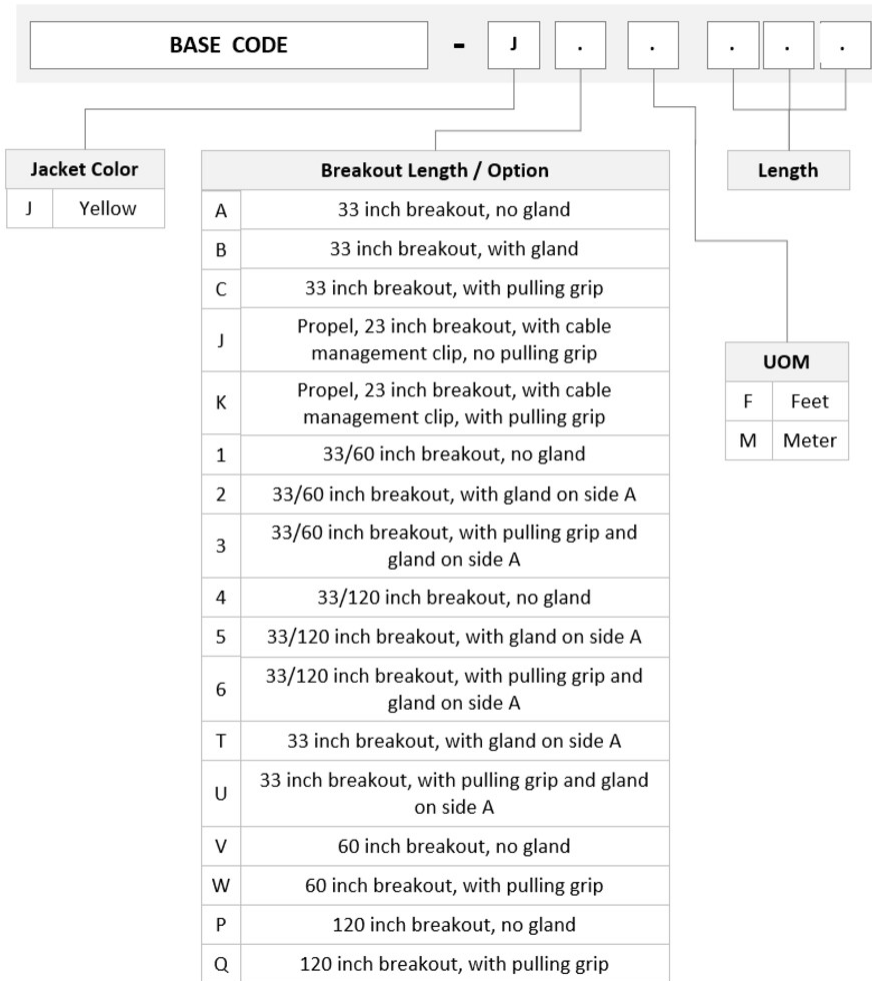 BASE CODE - J . . . . .
Jacket Color
J Yellow
Breakout Length / Option
A 33 inch breakout, no gland
B 33 inch breakout, with gland
C 33 inch breakout, with pulling grip
J Propel, 23 inch breakout, with cable
management clip, no pulling grip
K Propel, 23 inch breakout, with cable
management clip, with pulling grip
1 33/60 inch breakout, no gland
2 33/60 inch breakout, with gland on side A
3 33/60 inch breakout, with pulling grip and
gland on side A
4 33/120 inch breakout, no gland
5 33/120 inch breakout, with gland on side A
6 33/120 inch breakout, with pulling grip and
gland on side A
T 33 inch breakout, with gland on side A
U 33 inch breakout, with pulling grip and gland
on side A
V 60 inch breakout, no gland
W 60 inch breakout, with pulling grip
P 120 inch breakout, no gland
Q 120 inch breakout, with pulling grip
Length
UOM
F Feet
M Meter